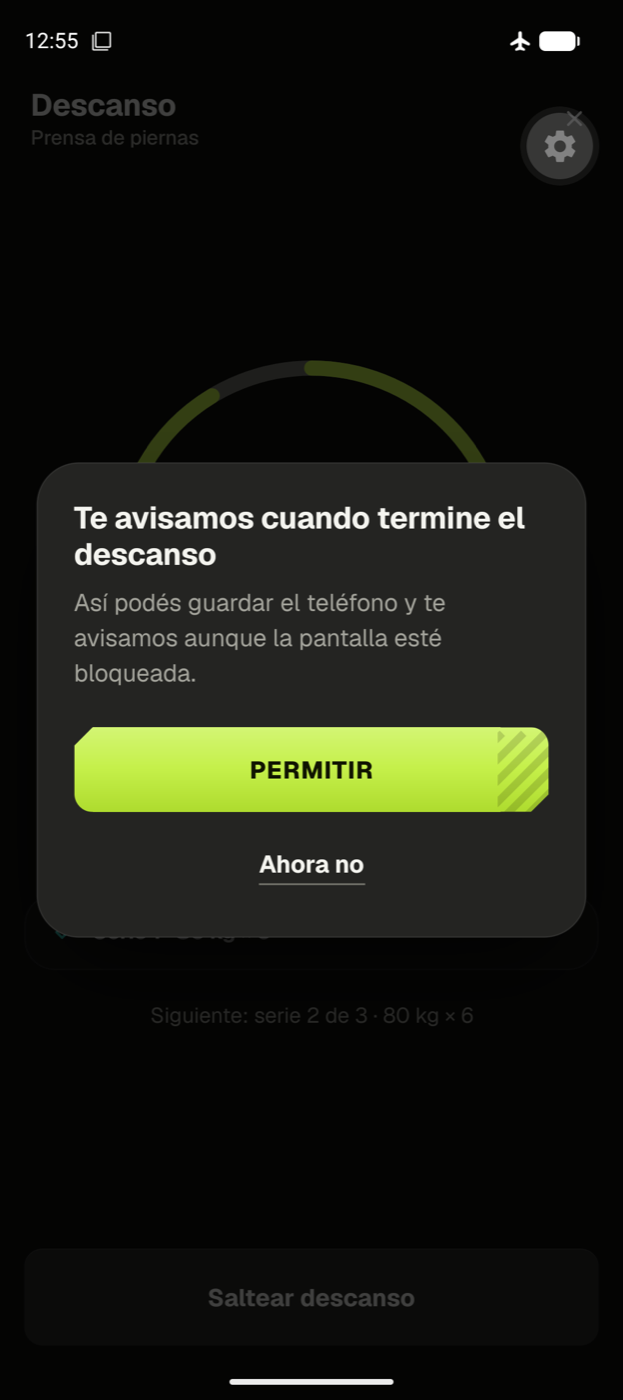 12:55
Descanso
Prensa de piernas
Te avisamos cuando termine el
descanso
Así podés guardar el teléfono y te
avisamos aunque la pantalla esté
bloqueada.
PERMITIR
Ahora no
Siguiente: serie 2 de 3 · 80 kg × 6
Saltear descanso